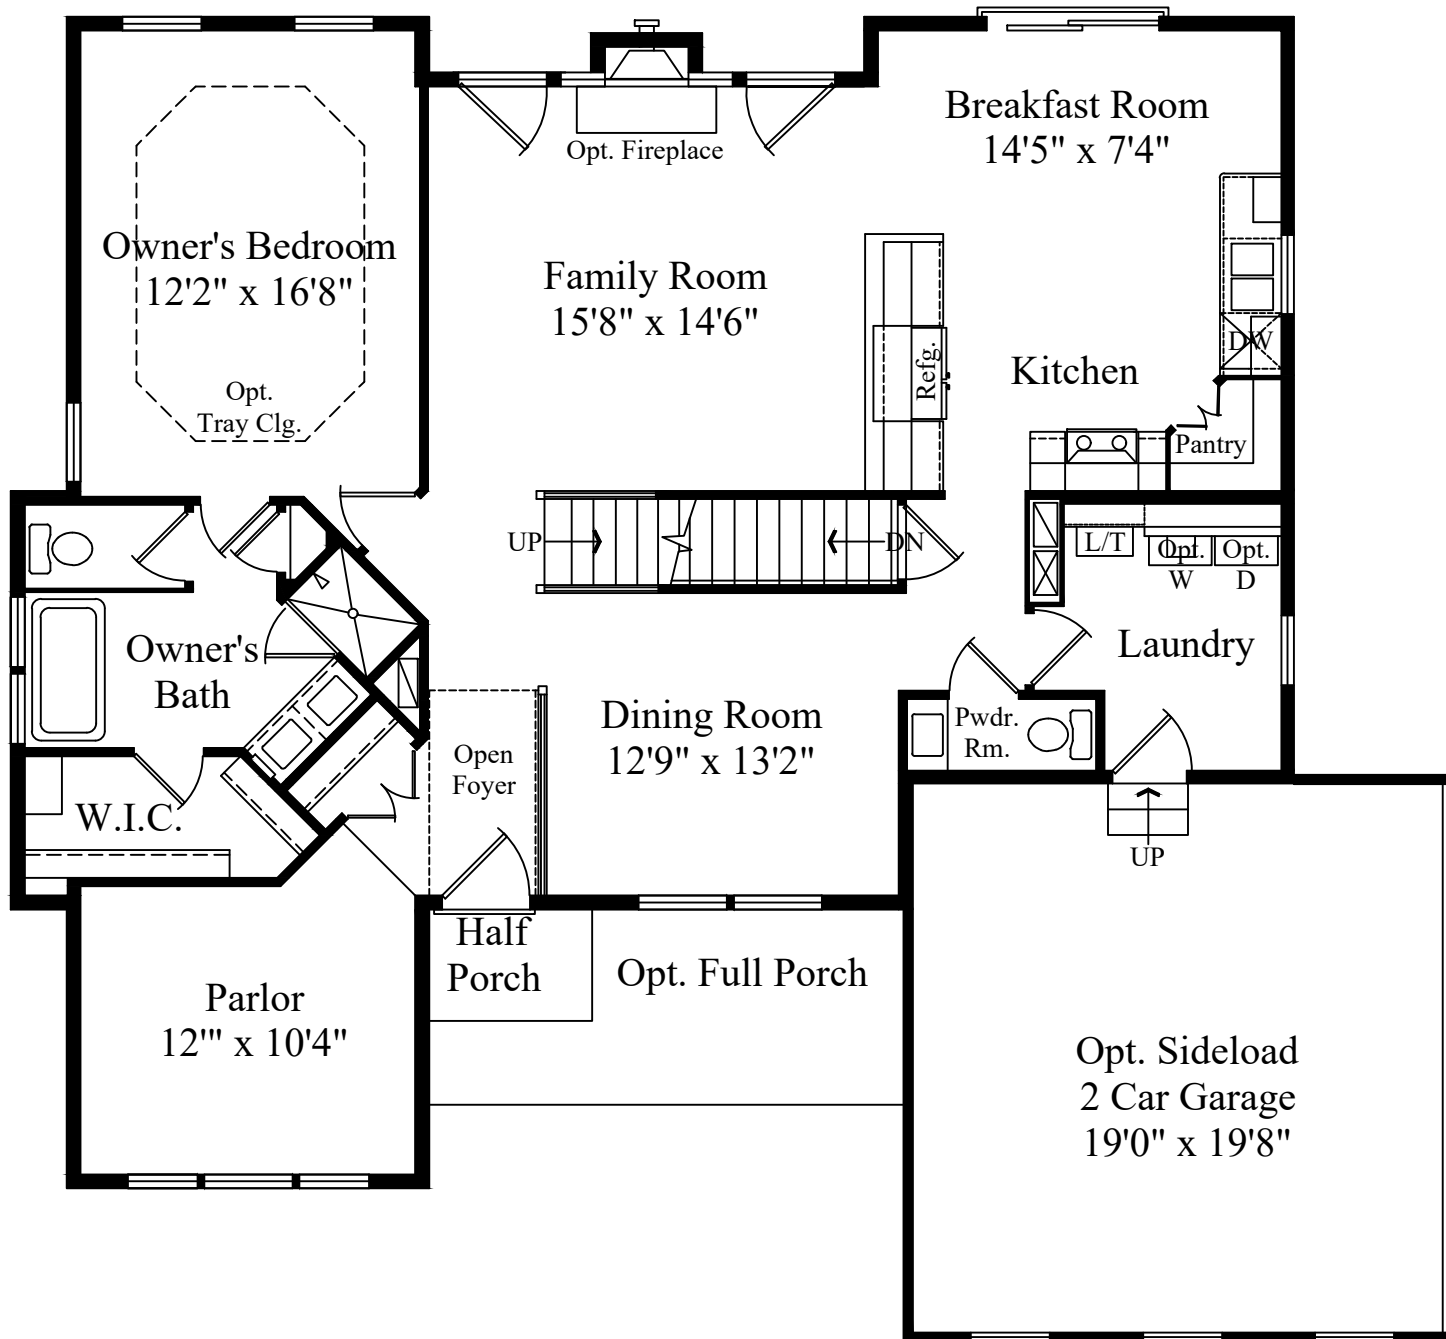 Breakfast Room
14'5" x 7'4"
Opt. Fireplace
Owner's Bedroom
12'2" x 16'8"
Family Room
15'8" x 14'6"
DW
Refg.
Kitchen
Opt.
Tray Clg.
Pantry
UP
DN
L/T
Opt.
W
Opt.
D
Owner's
Bath
Laundry
Dining Room
12'9" x 13'2"
Pwdr.
Rm.
Open
Foyer
W.I.C.
UP
Half
Porch
Opt. Full Porch
Parlor
12'" x 10'4"
Opt. Sideload
2 Car Garage
19'0" x 19'8"